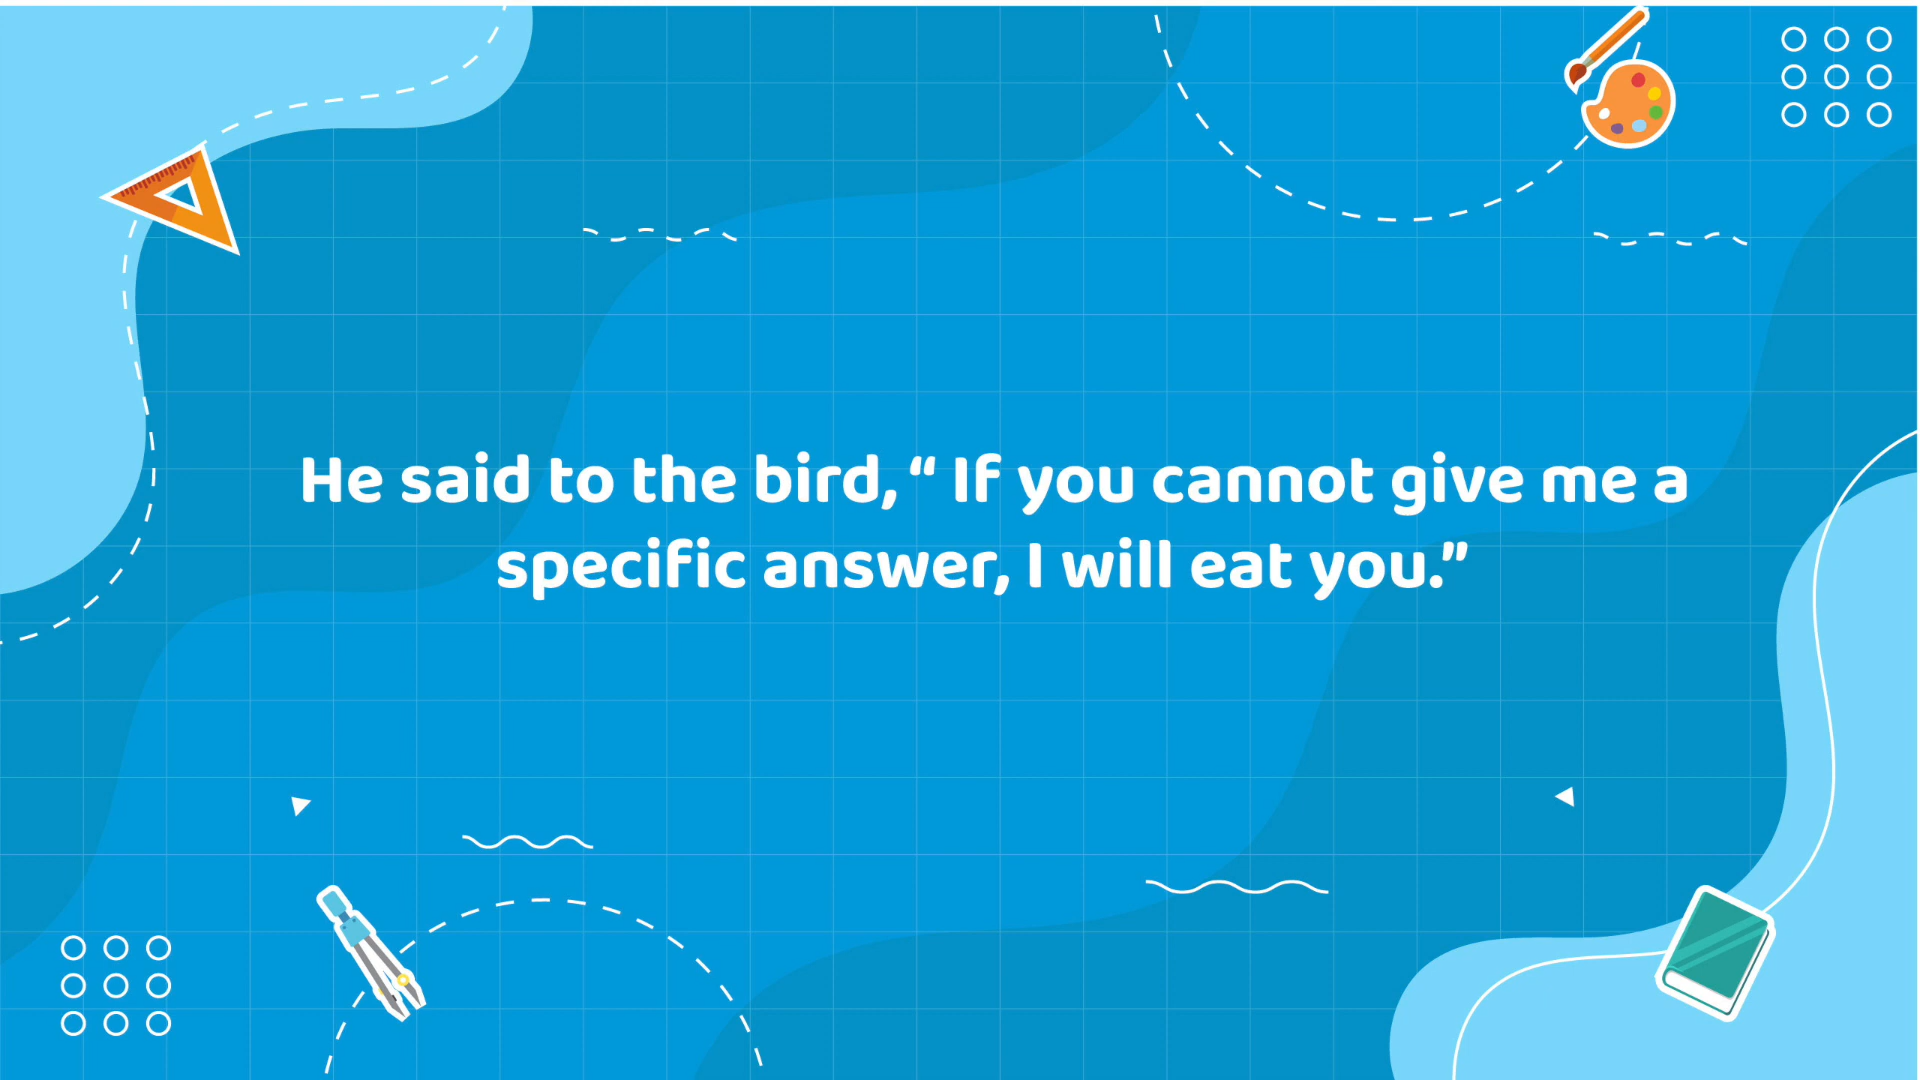 He said to the bird, “ If you cannot give me a
specific answer, I will eat you.”